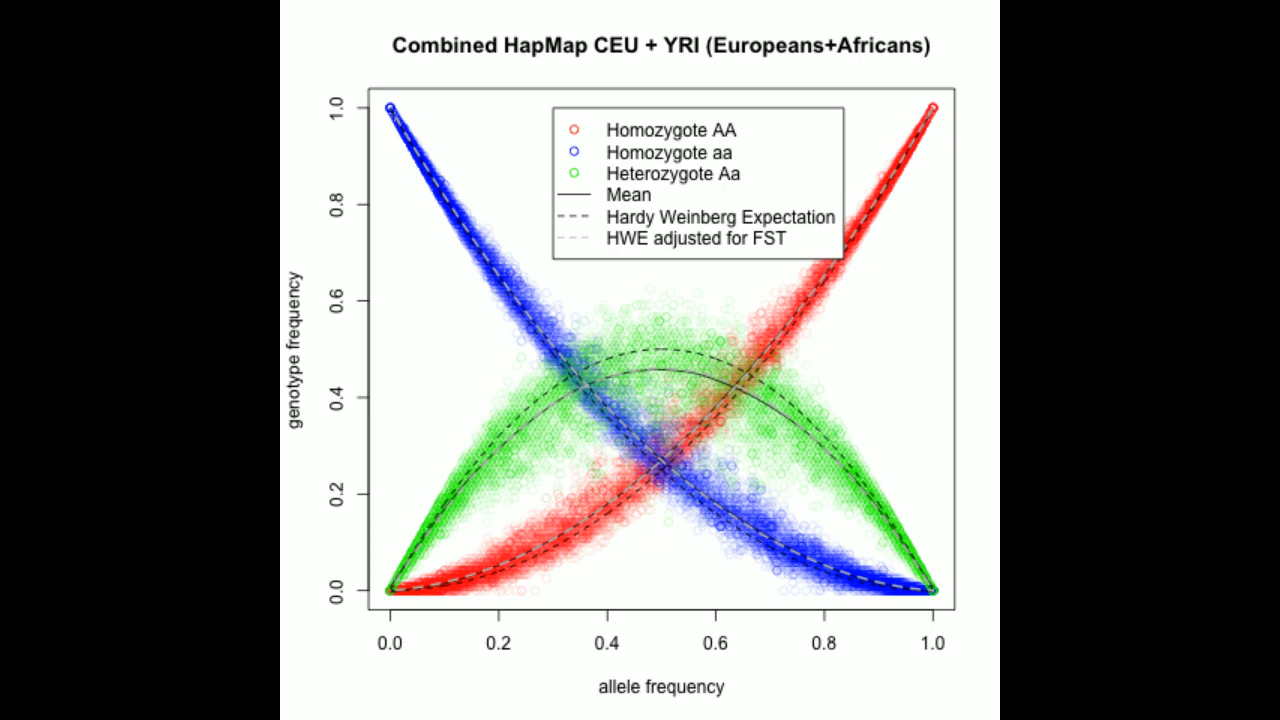 Combined HapMap CEU + YRI (Europeans+Africans)
Homozygote AA
Homozygote aa
Heterozygote Aa
Mean
Hardy Weinberg Expectation
HWE adjusted for FST
genotype frequency
1.0
0.8
0.6
0.4
0.2
0.0
0.0 0.2 0.4 0.6 0.8 1.0
allele frequency